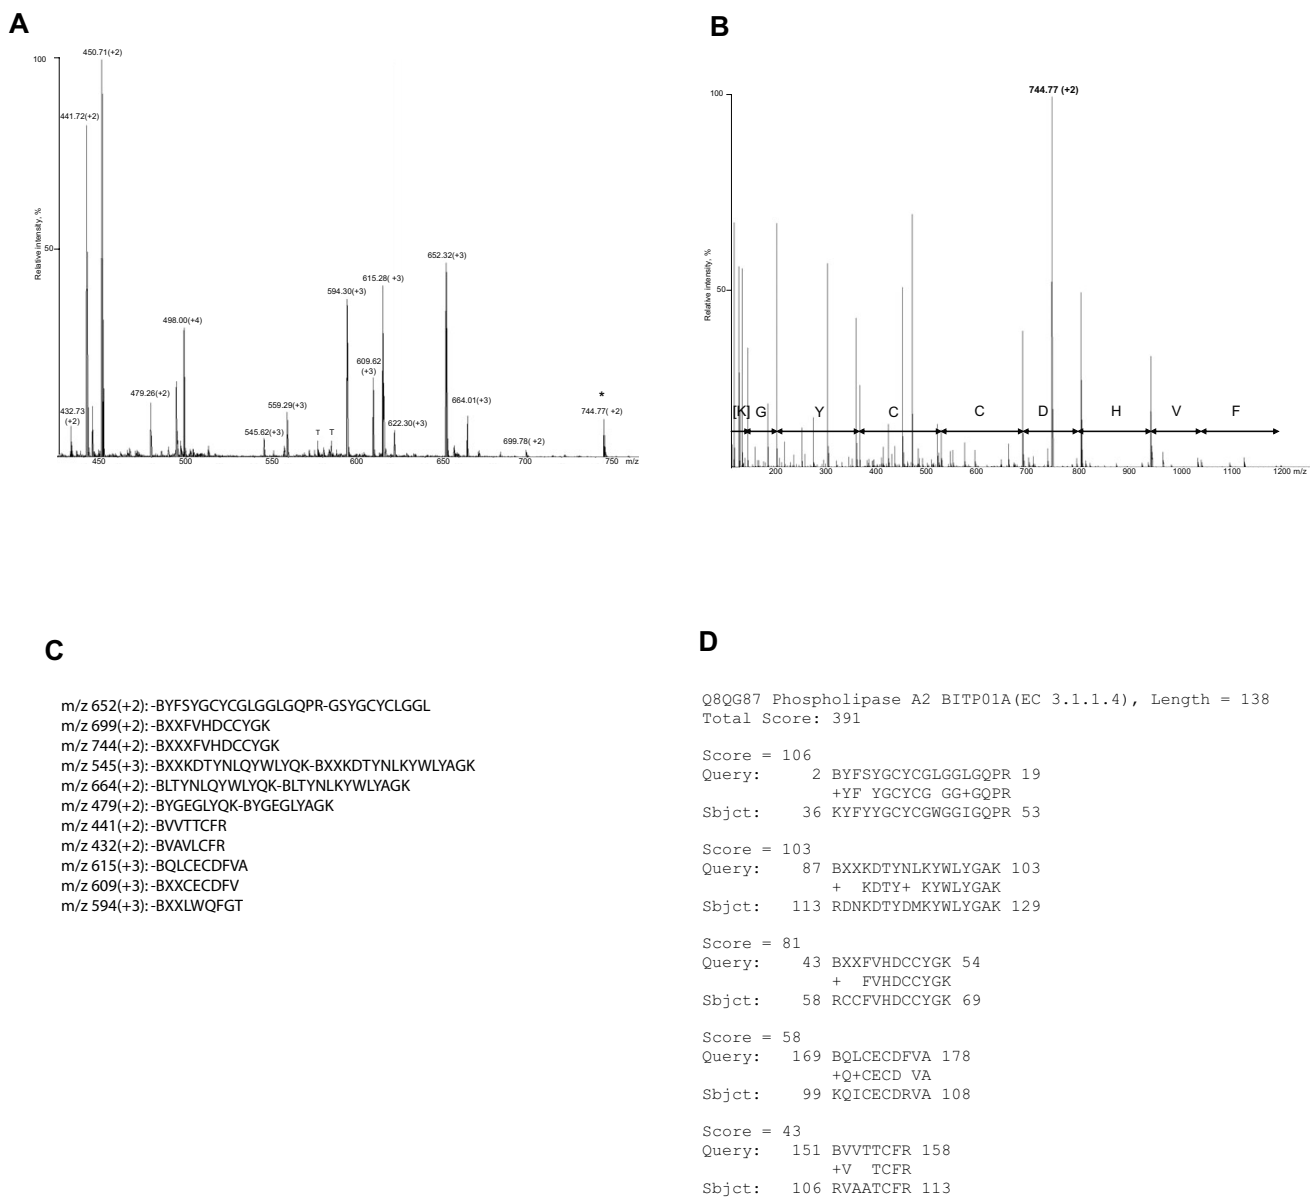 A
B
100
450.71(+2)
441.72(+2)
Relative intensity, %
50
432.73
(+2)
479.26(+2)
498.00(+4)
545.62(+3)
559.29(+3)
T T
594.30(+3)
609.62
(+3)
615.28( +3)
622.30(+3)
652.32(+3)
664.01(+3)
699.78( +2)
*
744.77( +2)
450 500 550 600 650 700 750 m/z
100
744.77 (+2)
Relative intensity, %
50
[K] G Y C C D H V F
200 300 400 500 600 700 800 900 1000 1100 1200 m/z
C
m/z 652(+2):-BYFSYGCYCGLGGLGQPR-GSYGCYCLGGL
m/z 699(+2):-BXXFVHDCCYGK
m/z 744(+2):-BXXXFVHDCCYGK
m/z 545(+3):-BXXKDTYNLQYWLYQK-BXXKDTYNLKYWLYAGK
m/z 664(+2):-BLTYNLQYWLYQK-BLTYNLKYWLYAGK
m/z 479(+2):-BYGEGLYQK-BYGEGLYAGK
m/z 441(+2):-BVVTTCFR
m/z 432(+2):-BVAVLCFR
m/z 615(+3):-BQLCECDFVA
m/z 609(+3):-BXXCECDFV
m/z 594(+3):-BXXLWQFGT
D
Q8QG87 Phospholipase A2 BITP01A(EC 3.1.1.4), Length = 138
Total Score: 391
Score = 106
Query: 2 BYFSYGCYCGLGGLGQPR 19
+YF YGCYCG GG+GQPR
Sbjct: 36 KYFYYGCYCGWGGIGQPR 53
Score = 103
Query: 87 BXXKDTYNLKYWLYGAK 103
+ KDTY+ KYWLYGAK
Sbjct: 113 RDNKDTYDMKYWLYGAK 129
Score = 81
Query: 43 BXXFVHDCCYGK 54
+ FVHDCCYGK
Sbjct: 58 RCCFVHDCCYGK 69
Score = 58
Query: 169 BQLCECDFVA 178
+Q+CECD VA
Sbjct: 99 KQICECDRVA 108
Score = 43
Query: 151 BVVTTCFR 158
+V TCFR
Sbjct: 106 RVAATCFR 113